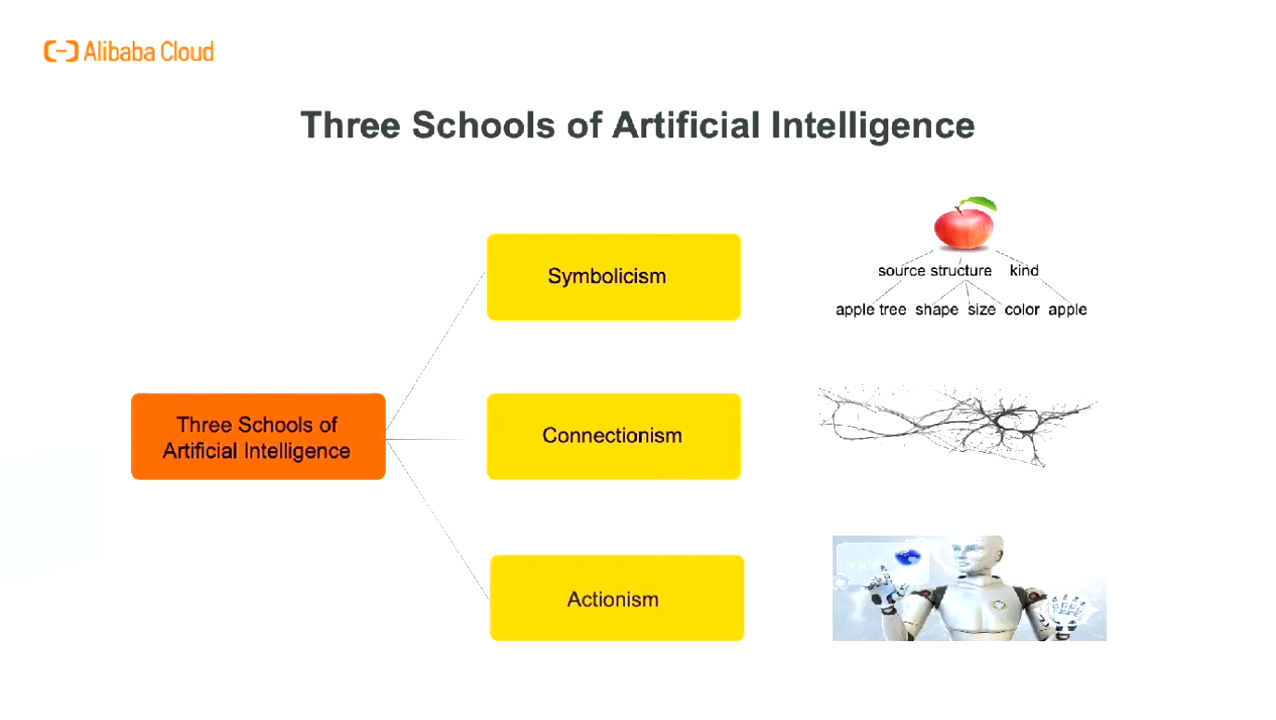 Alibaba Cloud
Three Schools of Artificial Intelligence
Symbolicism
source structure kind
apple tree shape size color apple
Three Schools of
Artificial Intelligence
Connectionism
Actionism